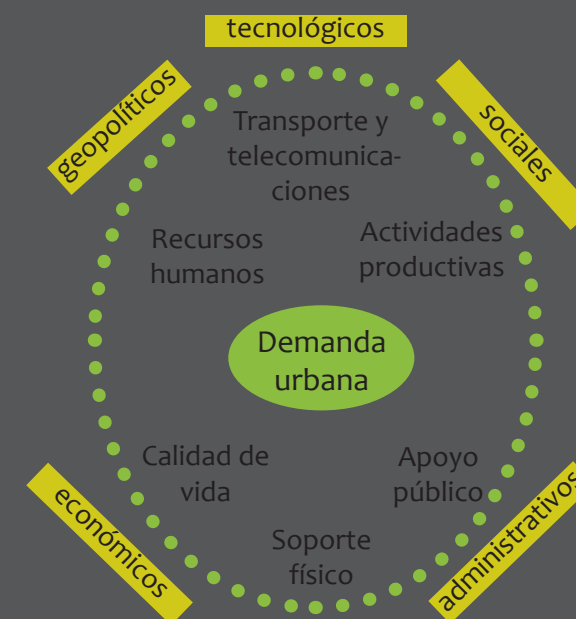 tecnológicos
geopolíticos
sociales
Transporte y
telecomunica-
ciones
Recursos
humanos
Actividades
productivas
Demanda
urbana
Calidad de
vida
Apoyo
público
Soporte
físico
económicos
administrativos